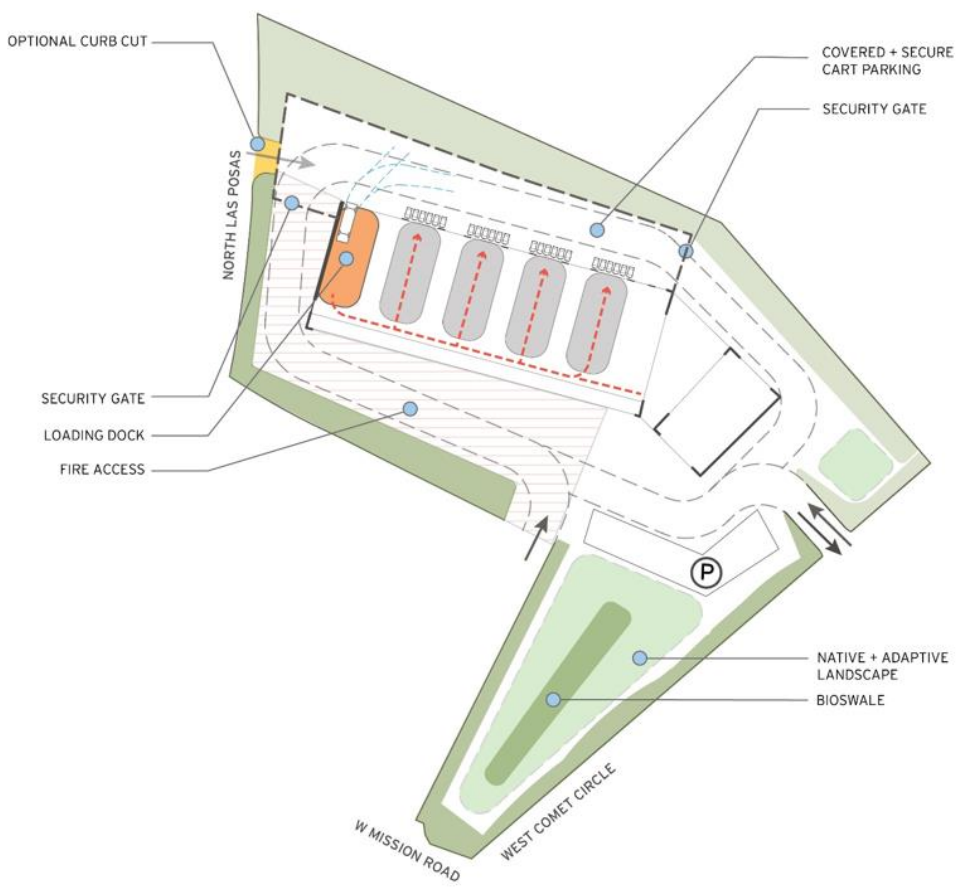 OPTIONAL CURB CUT
COVERED + SECURE
CART PARKING
SECURITY GATE
NORTH LAS POSAS
SECURITY GATE
LOADING DOCK
FIRE ACCESS
P
NATIVE + ADAPTIVE
LANDSCAPE
BIOSWALE
WEST COMET CIRCLE
W MISSION ROAD